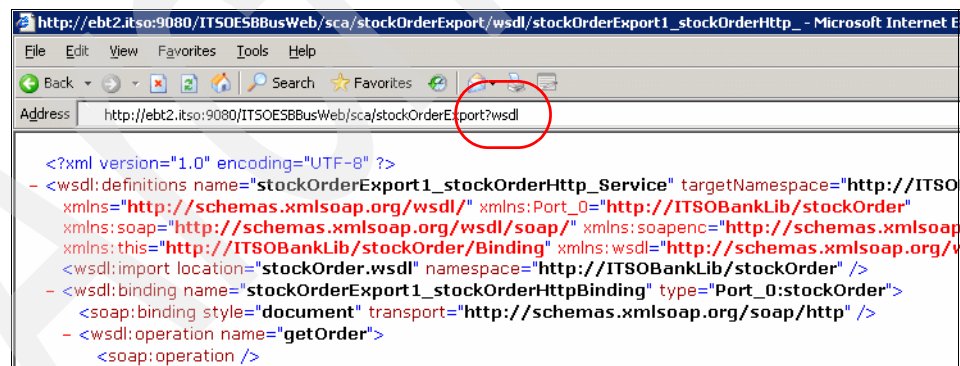 http://ebt2.itso:9080/ITSOESBBusWeb/sca/stockOrderExport/wsdl/stockOrderExport1_stockOrderHttp_ - Microsoft Internet E
File Edit View Favorites Tools Help
Back Search Favorites
Address http://ebt2.itso:9080/ITSOESBBusWeb/sca/stockOrderExport?wsdl
<?xml version="1.0" encoding="UTF-8" ?>
- <wsdl:definitions name="stockOrderExport1_stockOrderHttp_Service" targetNamespace="http://ITSO
xmlns="http://schemas.xmlsoap.org/wsdl/" xmlns:Port_0="http://ITSOBankLib/stockOrder"
xmlns:soap="http://schemas.xmlsoap.org/wsdl/soap/" xmlns:soapenc="http://schemas.xmlsoap
xmlns:this="http://ITSOBankLib/stockOrder/Binding" xmlns:wsdl="http://schemas.xmlsoap.org/w
<wsdl:import location="stockOrder.wsdl" namespace="http://ITSOBankLib/stockOrder" />
- <wsdl:binding name="stockOrderExport1_stockOrderHttpBinding" type="Port_0:stockOrder">
<soap:binding style="document" transport="http://schemas.xmlsoap.org/soap/http" />
- <wsdl:operation name="getOrder">
<soap:operation />